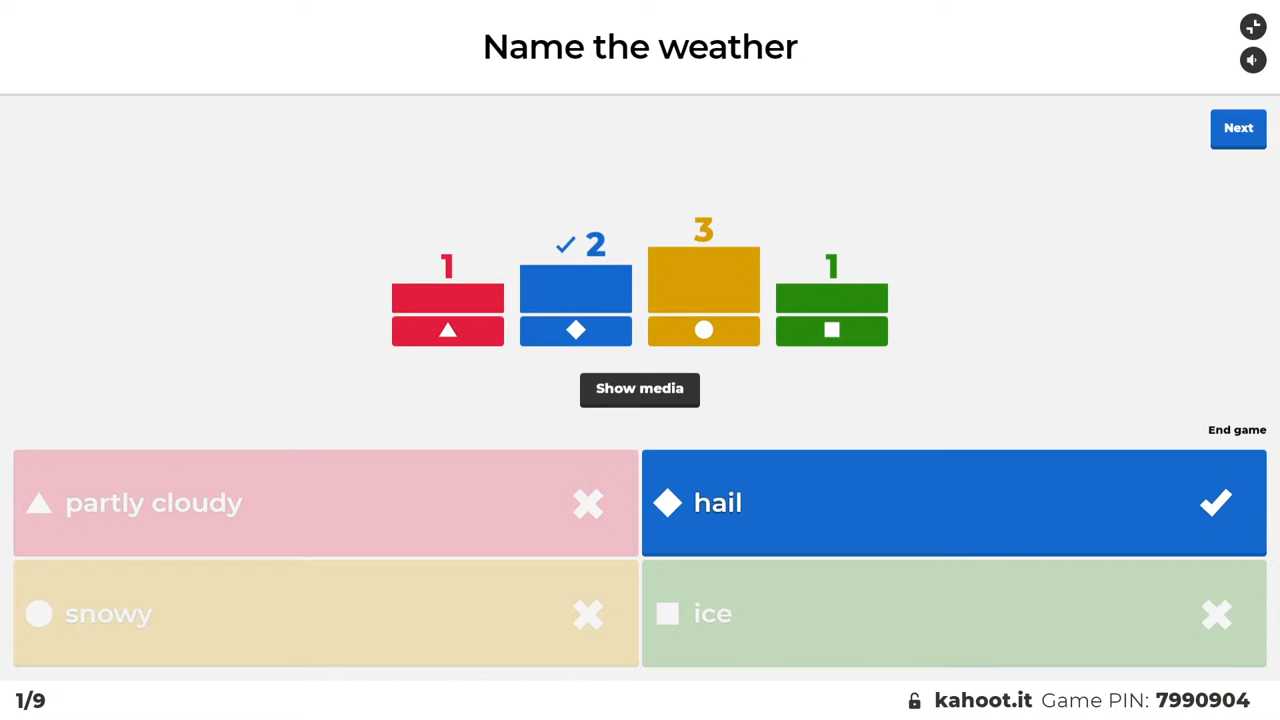 Name the weather
Next
1
2
3
1
Show media
End game
partly cloudy
hail
snowy
ice
1/9
kahoot.it Game PIN: 7990904